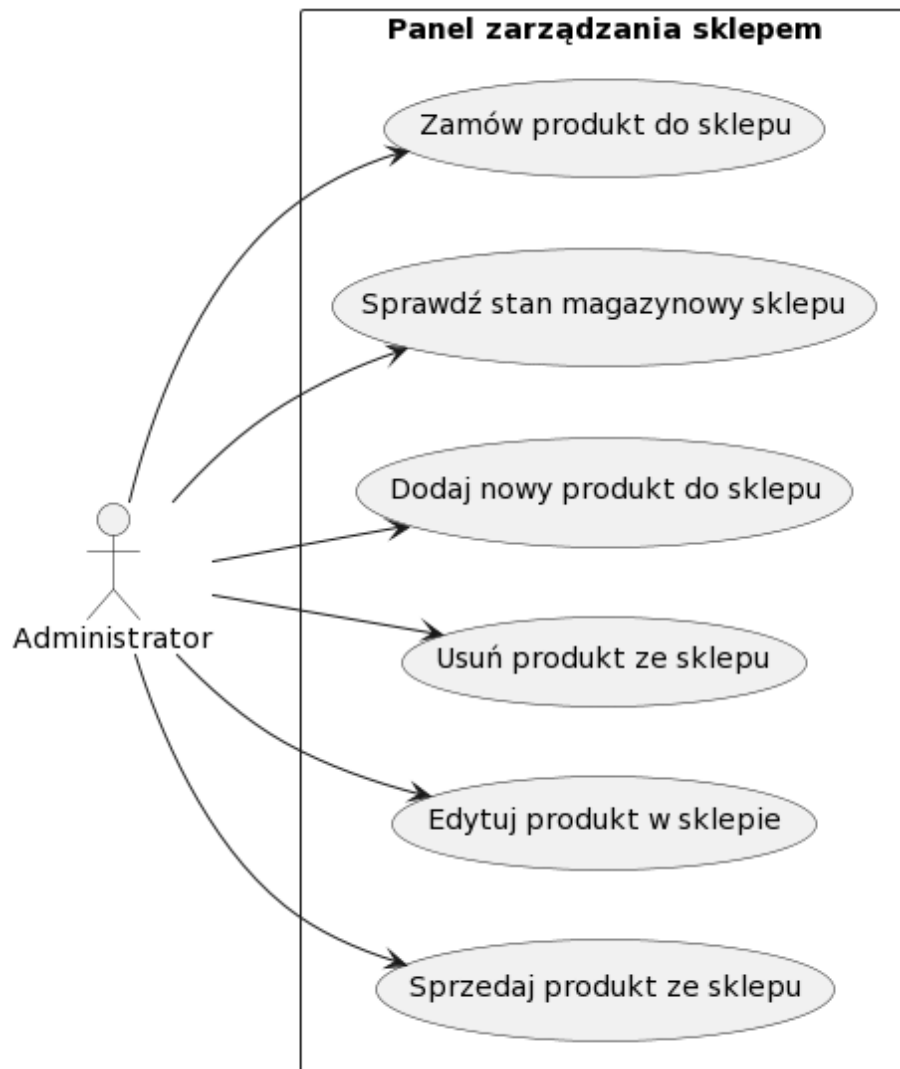 Panel zarządzania sklepem
Zamów produkt do sklepu
Sprawdź stan magazynowy sklepu
Dodaj nowy produkt do sklepu
Administrator
Usuń produkt ze sklepu
Edytuj produkt w sklepie
Sprzedaj produkt ze sklepu